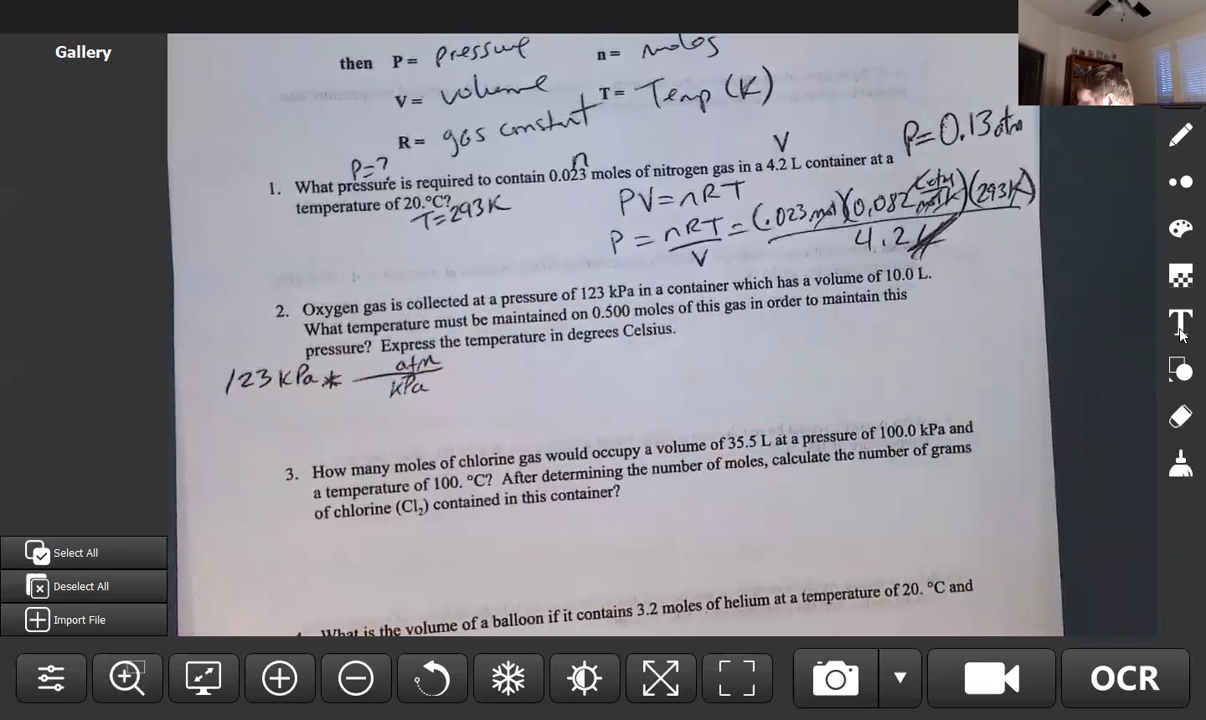 Gallery
then P = pressure n = moles
V = volume T = Temp (K)
R = gas constant
P=? n V P=0.13 atm
1. What pressure is required to contain 0.023 moles of nitrogen gas in a 4.2 L container at a
temperature of 20.°C?
T=293K
PV=nRT
P = nRT/V = (.023 mol)(0.082 L atm/mol K)(293K)/4.2 L
2. Oxygen gas is collected at a pressure of 123 kPa in a container which has a volume of 10.0 L.
What temperature must be maintained on 0.500 moles of this gas in order to maintain this
pressure? Express the temperature in degrees Celsius.
123 kPa * atm/kPa
3. How many moles of chlorine gas would occupy a volume of 35.5 L at a pressure of 100.0 kPa and
a temperature of 100. °C? After determining the number of moles, calculate the number of grams
of chlorine (Cl₂) contained in this container?
What is the volume of a balloon if it contains 3.2 moles of helium at a temperature of 20. °C and
Select All
Deselect All
Import File
OCR